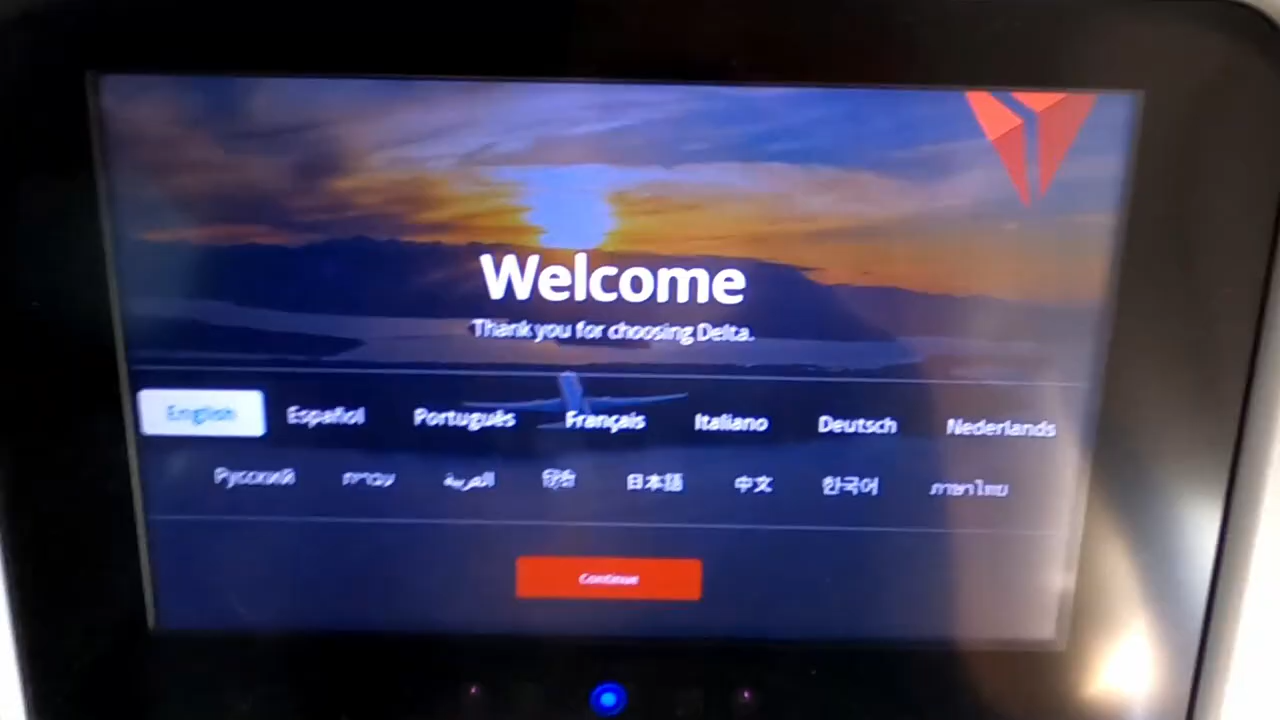 Welcome
Thank you for choosing Delta.
English Español Português Français Italiano Deutsch Nederlands
Русский עברית العربية हिंदी 日本語 中文 한국어 ภาษาไทย
Continue